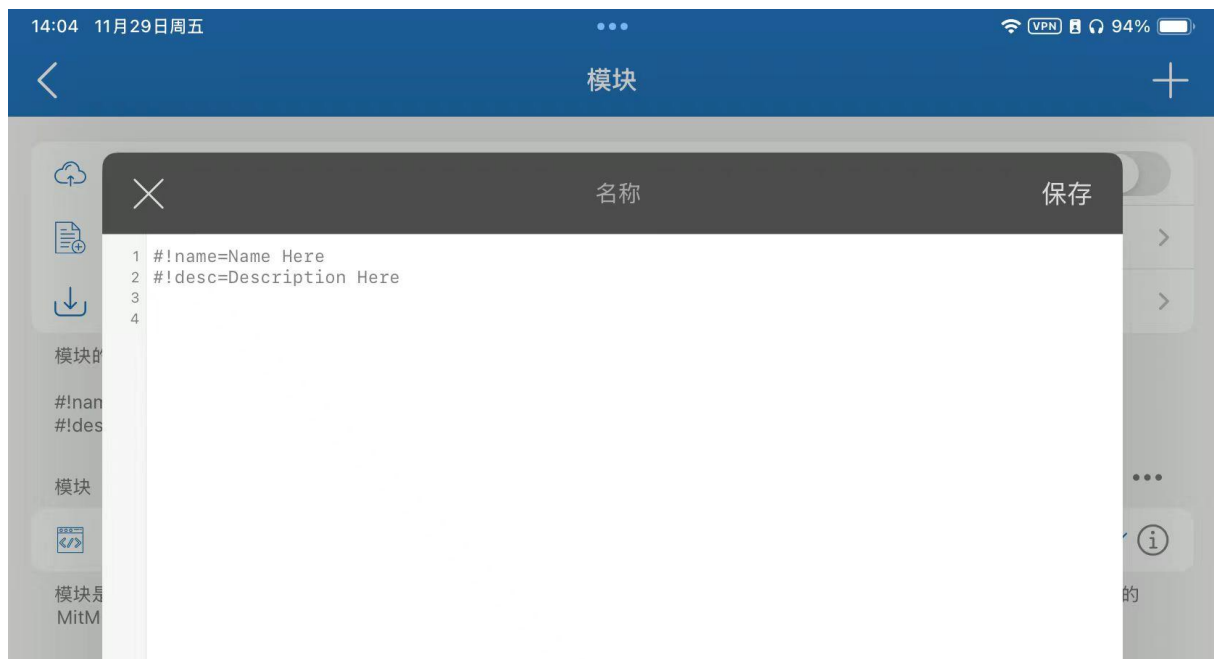 14:04 11月29日周五
VPN 94%
模块
名称
保存
1 #!name=Name Here
2 #!desc=Description Here
3
4
模块的
#!nam
#!des
模块
模块是
的
MitM